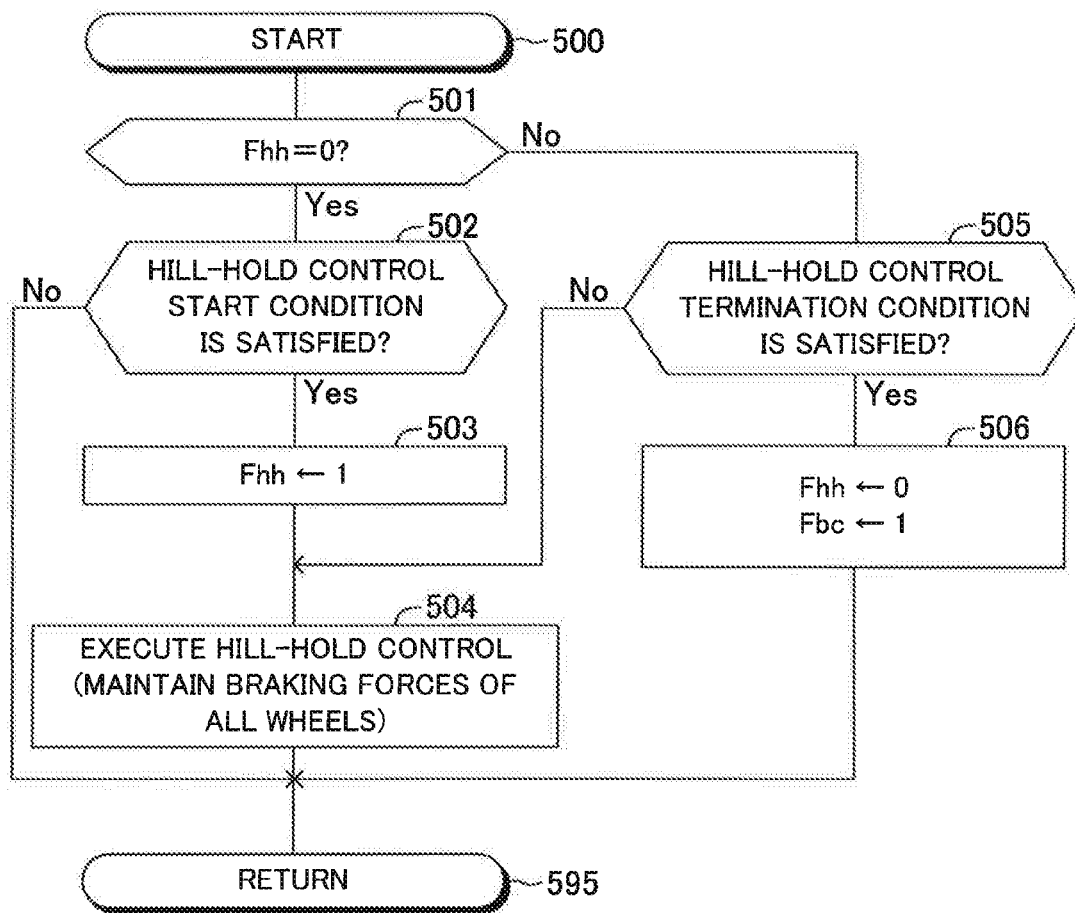 START
500
501
Fhh=0?
No
Yes
502
HILL-HOLD CONTROL
START CONDITION
IS SATISFIED?
No
Yes
503
Fhh ← 1
504
EXECUTE HILL-HOLD CONTROL
(MAINTAIN BRAKING FORCES OF
ALL WHEELS)
505
HILL-HOLD CONTROL
TERMINATION CONDITION
IS SATISFIED?
No
Yes
506
Fhh ← 0
Fbc ← 1
RETURN
595